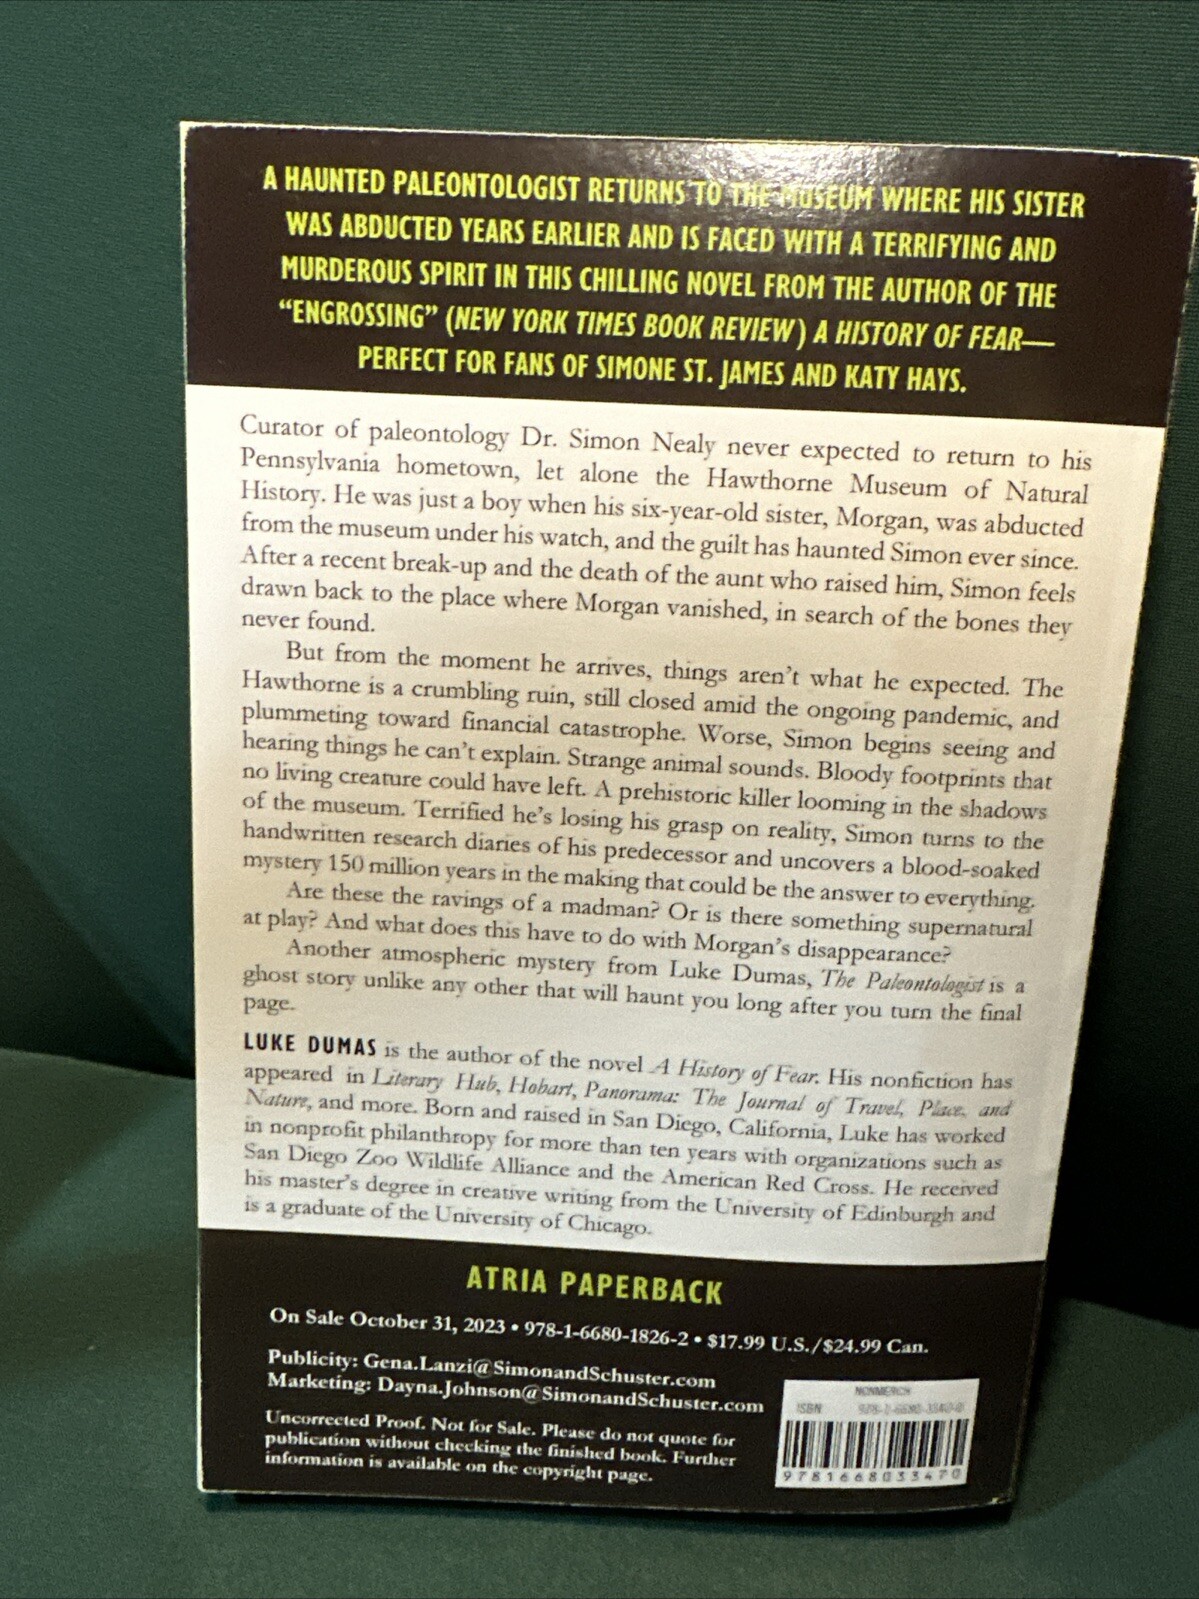 A HAUNTED PALEONTOLOGIST RETURNS TO THE MUSEUM WHERE HIS SISTER
WAS ABDUCTED YEARS EARLIER AND IS FACED WITH A TERRIFYING AND
MURDEROUS SPIRIT IN THIS CHILLING NOVEL FROM THE AUTHOR OF THE
“ENGROSSING” (NEW YORK TIMES BOOK REVIEW) A HISTORY OF FEAR—
PERFECT FOR FANS OF SIMONE ST. JAMES AND KATY HAYS.
Curator of paleontology Dr. Simon Nealy never expected to return to his
Pennsylvania hometown, let alone the Hawthorne Museum of Natural
History. He was just a boy when his six-year-old sister, Morgan, was abducted
from the museum under his watch, and the guilt has haunted Simon ever since.
After a recent break-up and the death of the aunt who raised him, Simon feels
drawn back to the place where Morgan vanished, in search of the bones they
never found.
But from the moment he arrives, things aren’t what he expected. The
Hawthorne is a crumbling ruin, still closed amid the ongoing pandemic, and
plummeting toward financial catastrophe. Worse, Simon begins seeing and
hearing things he can’t explain. Strange animal sounds. Bloody footprints that
no living creature could have left. A prehistoric killer looming in the shadows
of the museum. Terrified he’s losing his grasp on reality, Simon turns to the
handwritten research diaries of his predecessor and uncovers a blood-soaked
mystery 150 million years in the making that could be the answer to everything.
Are these the ravings of a madman? Or is there something supernatural
at play? And what does this have to do with Morgan’s disappearance?
Another atmospheric mystery from Luke Dumas, The Paleontologist is a
ghost story unlike any other that will haunt you long after you turn the final
page.
LUKE DUMAS is the author of the novel A History of Fear. His nonfiction has
appeared in Literary Hub, Hobart, Panorama: The Journal of Travel, Place, and
Nature, and more. Born and raised in San Diego, California, Luke has worked
in nonprofit philanthropy for more than ten years with organizations such as
San Diego Zoo Wildlife Alliance and the American Red Cross. He received
his master’s degree in creative writing from the University of Edinburgh and
is a graduate of the University of Chicago.
ATRIA PAPERBACK
On Sale October 31, 2023 • 978-1-6680-1826-2 • $17.99 U.S./$24.99 Can.
Publicity: Gena.Lanzi@SimonandSchuster.com
Marketing: Dayna.Johnson@SimonandSchuster.com
Uncorrected Proof. Not for Sale. Please do not quote for
publication without checking the finished book. Further
information is available on the copyright page.
NONMERCH
ISBN
9781668033470